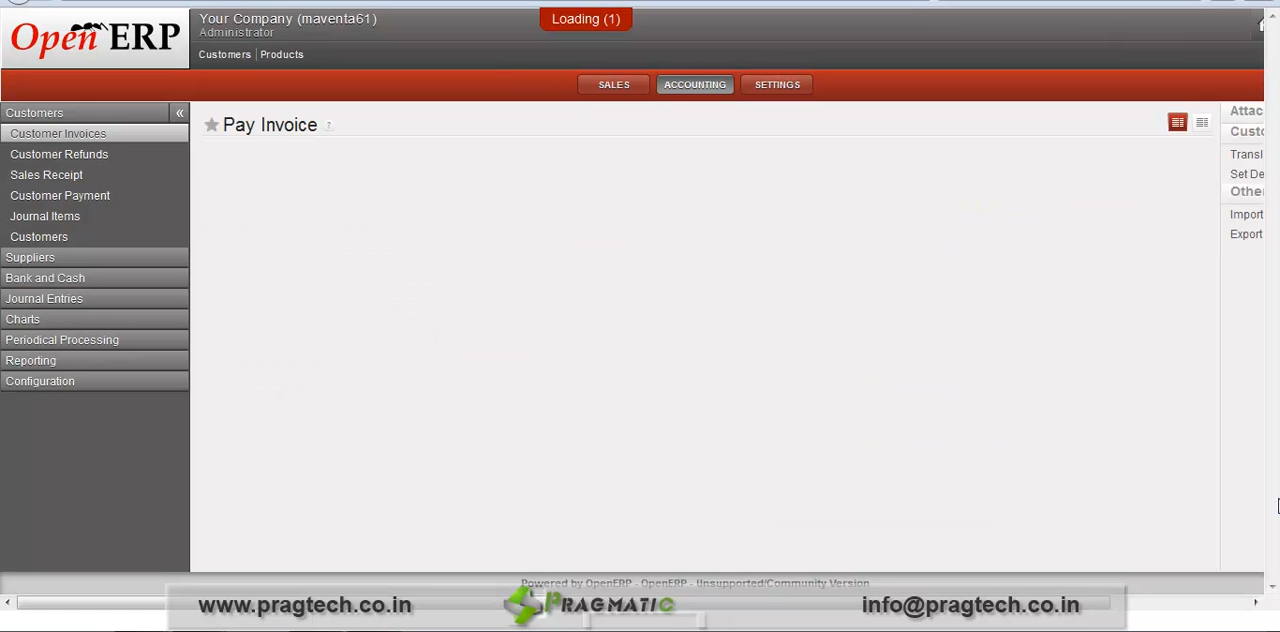 Open ERP
Your Company (maventa61)
Administrator
Loading (1)
Customers Products
SALES ACCOUNTING SETTINGS
Customers «
Customer Invoices
Customer Refunds
Sales Receipt
Customer Payment
Journal Items
Customers
Suppliers
Bank and Cash
Journal Entries
Charts
Periodical Processing
Reporting
Configuration
Pay Invoice ?
Attac
Custo
Transl
Set De
Other
Import
Export
Powered by OpenERP - OpenERP - Unsupported/Community Version
www.pragtech.co.in PRAGMATIC info@pragtech.co.in